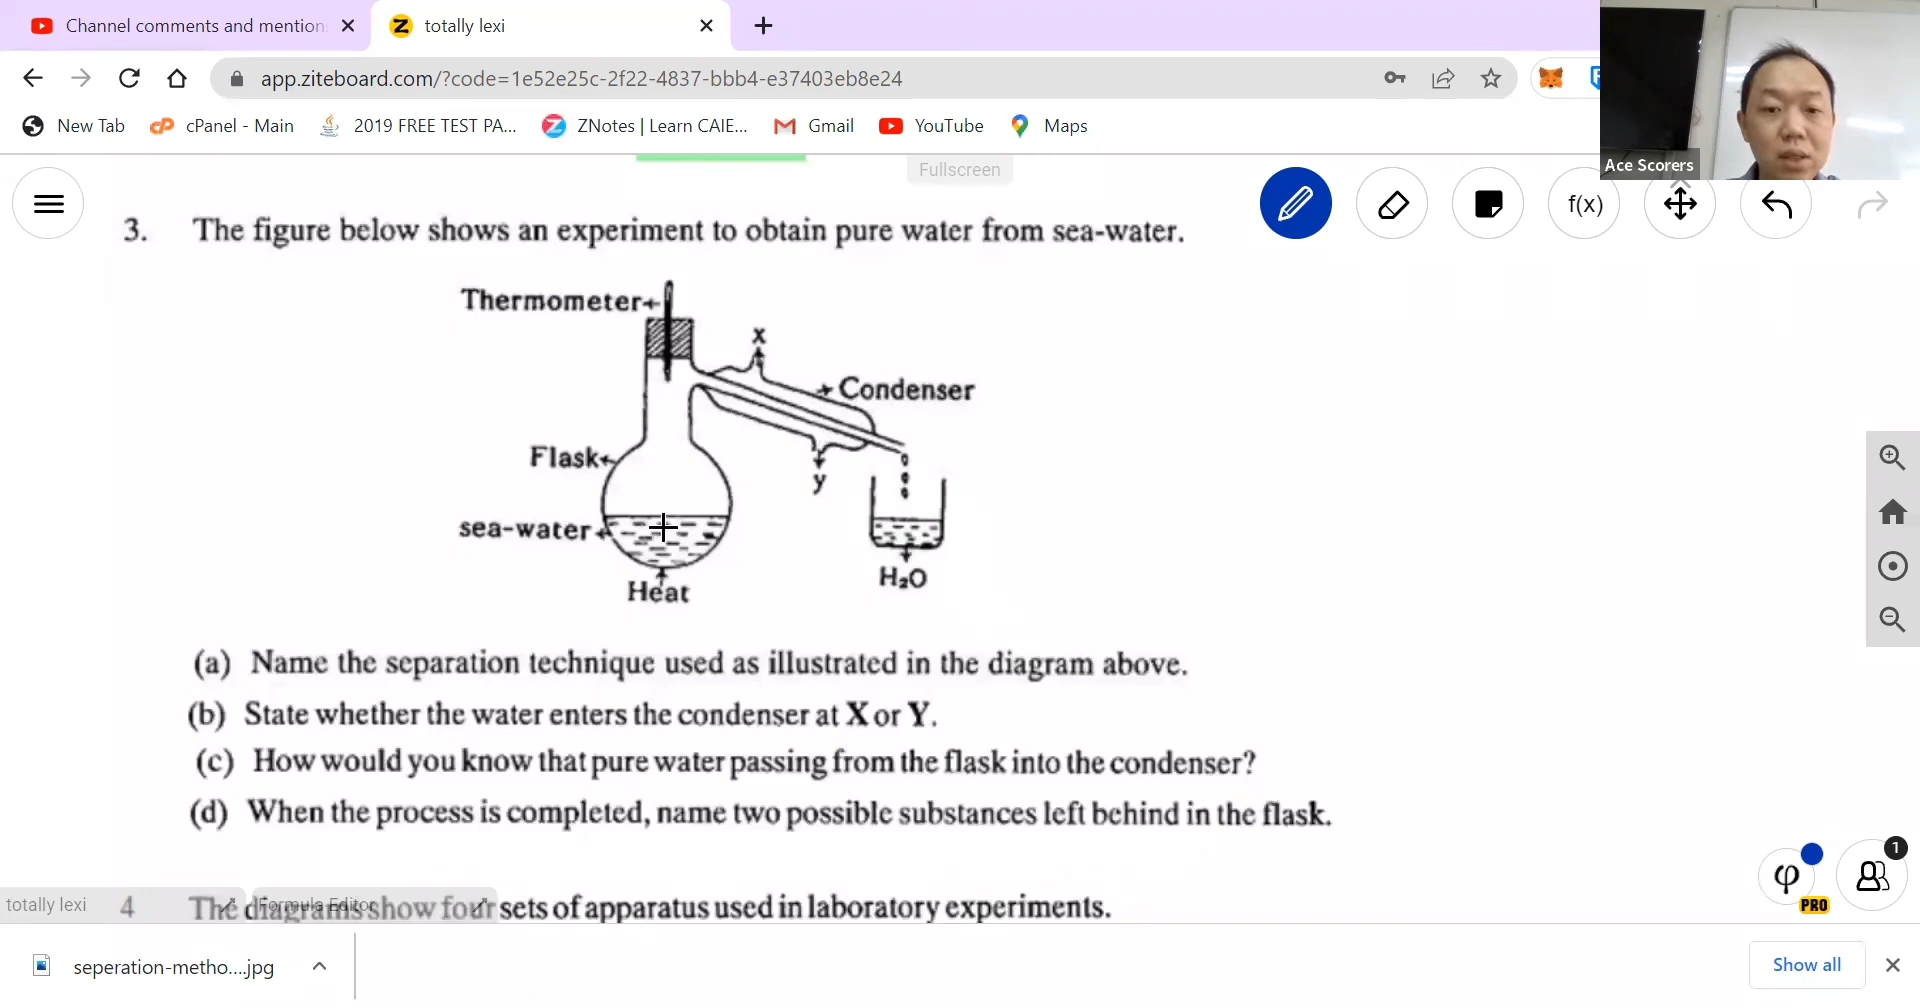 Channel comments and mention
totally lexi
app.ziteboard.com/?code=1e52e25c-2f22-4837-bbb4-e37403eb8e24
New Tab
cPanel - Main
2019 FREE TEST PA...
ZNotes | Learn CAIE...
Gmail
YouTube
Maps
Ace Scorers
Fullscreen
f(x)
3. The figure below shows an experiment to obtain pure water from sea-water.
Thermometer
x
Condenser
Flask
y
sea-water
H₂O
Heat
(a) Name the separation technique used as illustrated in the diagram above.
(b) State whether the water enters the condenser at X or Y.
(c) How would you know that pure water passing from the flask into the condenser?
(d) When the process is completed, name two possible substances left behind in the flask.
1
φ
PRO
totally lexi
Formula Editor
4 The diagrams show four sets of apparatus used in laboratory experiments.
seperation-metho....jpg
Show all